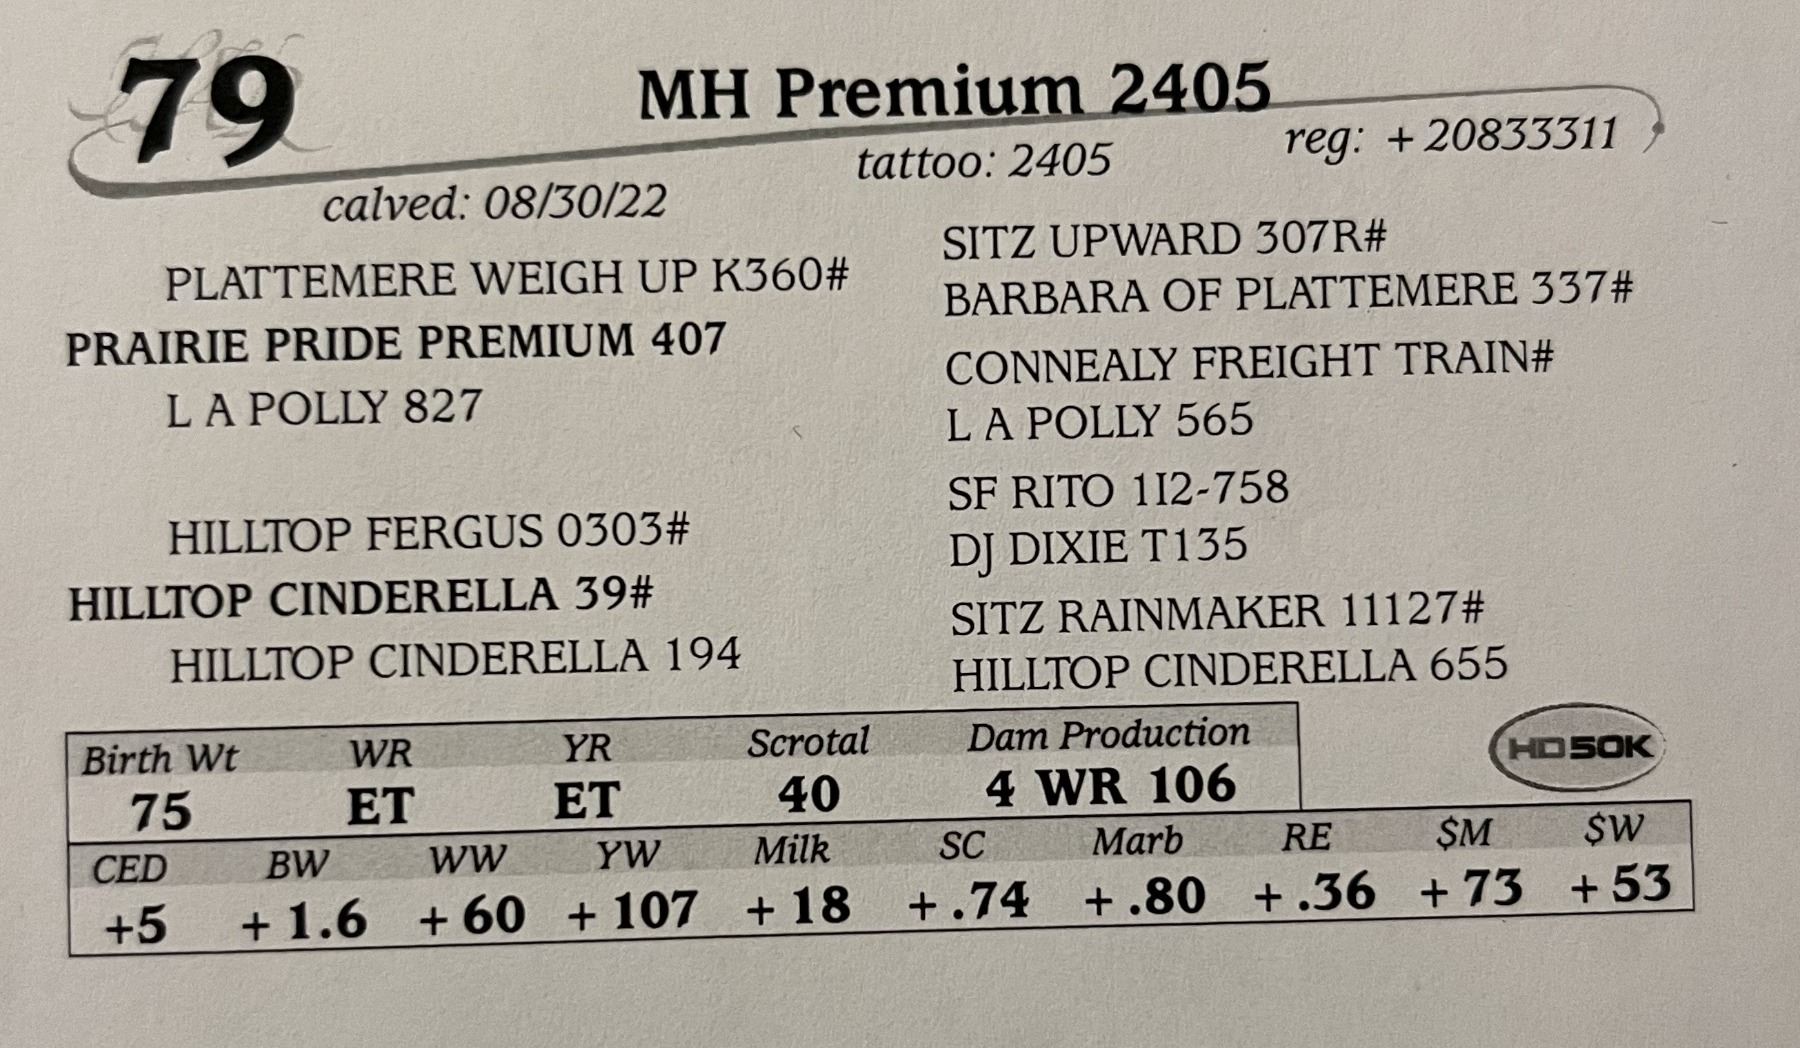 79
MH Premium 2405
calved: 08/30/22
tattoo: 2405
reg: + 20833311
PLATTEMERE WEIGH UP K360#
PRAIRIE PRIDE PREMIUM 407
L A POLLY 827
SITZ UPWARD 307R#
BARBARA OF PLATTEMERE 337#
CONNEALY FREIGHT TRAIN#
L A POLLY 565
HILLTOP FERGUS 0303#
HILLTOP CINDERELLA 39#
HILLTOP CINDERELLA 194
SF RITO 1I2-758
DJ DIXIE T135
SITZ RAINMAKER 11127#
HILLTOP CINDERELLA 655
HD50K
Birth Wt WR YR Scrotal Dam Production
75 ET ET 40 4 WR 106
CED BW WW YW Milk SC Marb RE $M $W
+5 + 1.6 + 60 + 107 + 18 + .74 + .80 + .36 + 73 + 53